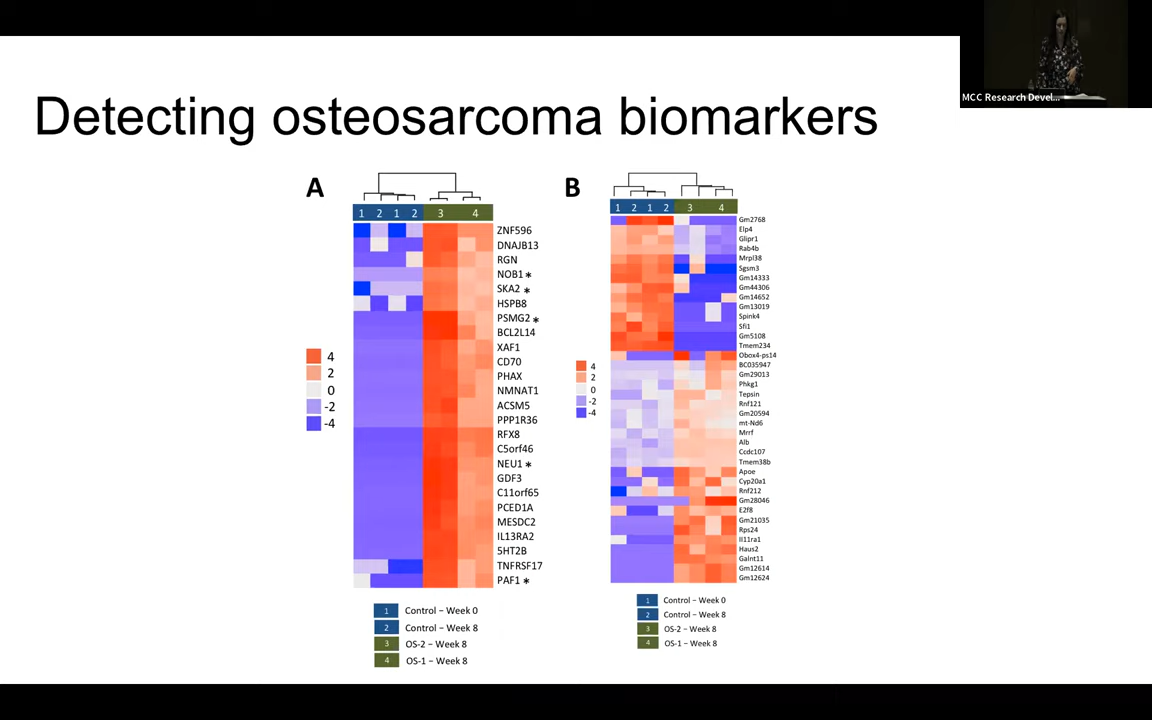 MCC Research Devel...
Detecting osteosarcoma biomarkers
A
1 2 1 2 3 4
ZNF596
DNAJB13
RGN
NOB1*
SKA2 *
HSPB8
PSMG2*
BCL2L14
XAF1
CD70
PHAX
NMNAT1
ACSM5
PPP1R36
RFX8
C5orf46
NEU1*
GDF3
C11orf65
PCED1A
MESDC2
IL13RA2
5HT2B
TNFRSF17
PAF1*
4
2
0
-2
-4
1 Control – Week 0
2 Control – Week 8
3 OS-2 – Week 8
4 OS-1 – Week 8
B
1 2 1 2 3 4
Gm2768
Elp4
Glipr1
Rab4b
Mrpl38
Sgsm3
Gm14333
Gm44306
Gm14652
Gm13019
Spink4
Sfi1
Gm5108
Tmem234
Obox4-ps14
BC035947
Gm29013
Phkg1
Tepsin
Rnf121
Gm20594
mt-Nd6
Mrrf
Alb
Ccdc107
Tmem38b
Apoe
Cyp20a1
Rnf212
Gm28046
E2f8
Gm21035
Rps24
Il11ra1
Haus2
Galnt11
Gm12614
Gm12624
4
2
0
-2
-4
1 Control – Week 0
2 Control – Week 8
3 OS-2 – Week 8
4 OS-1 – Week 8